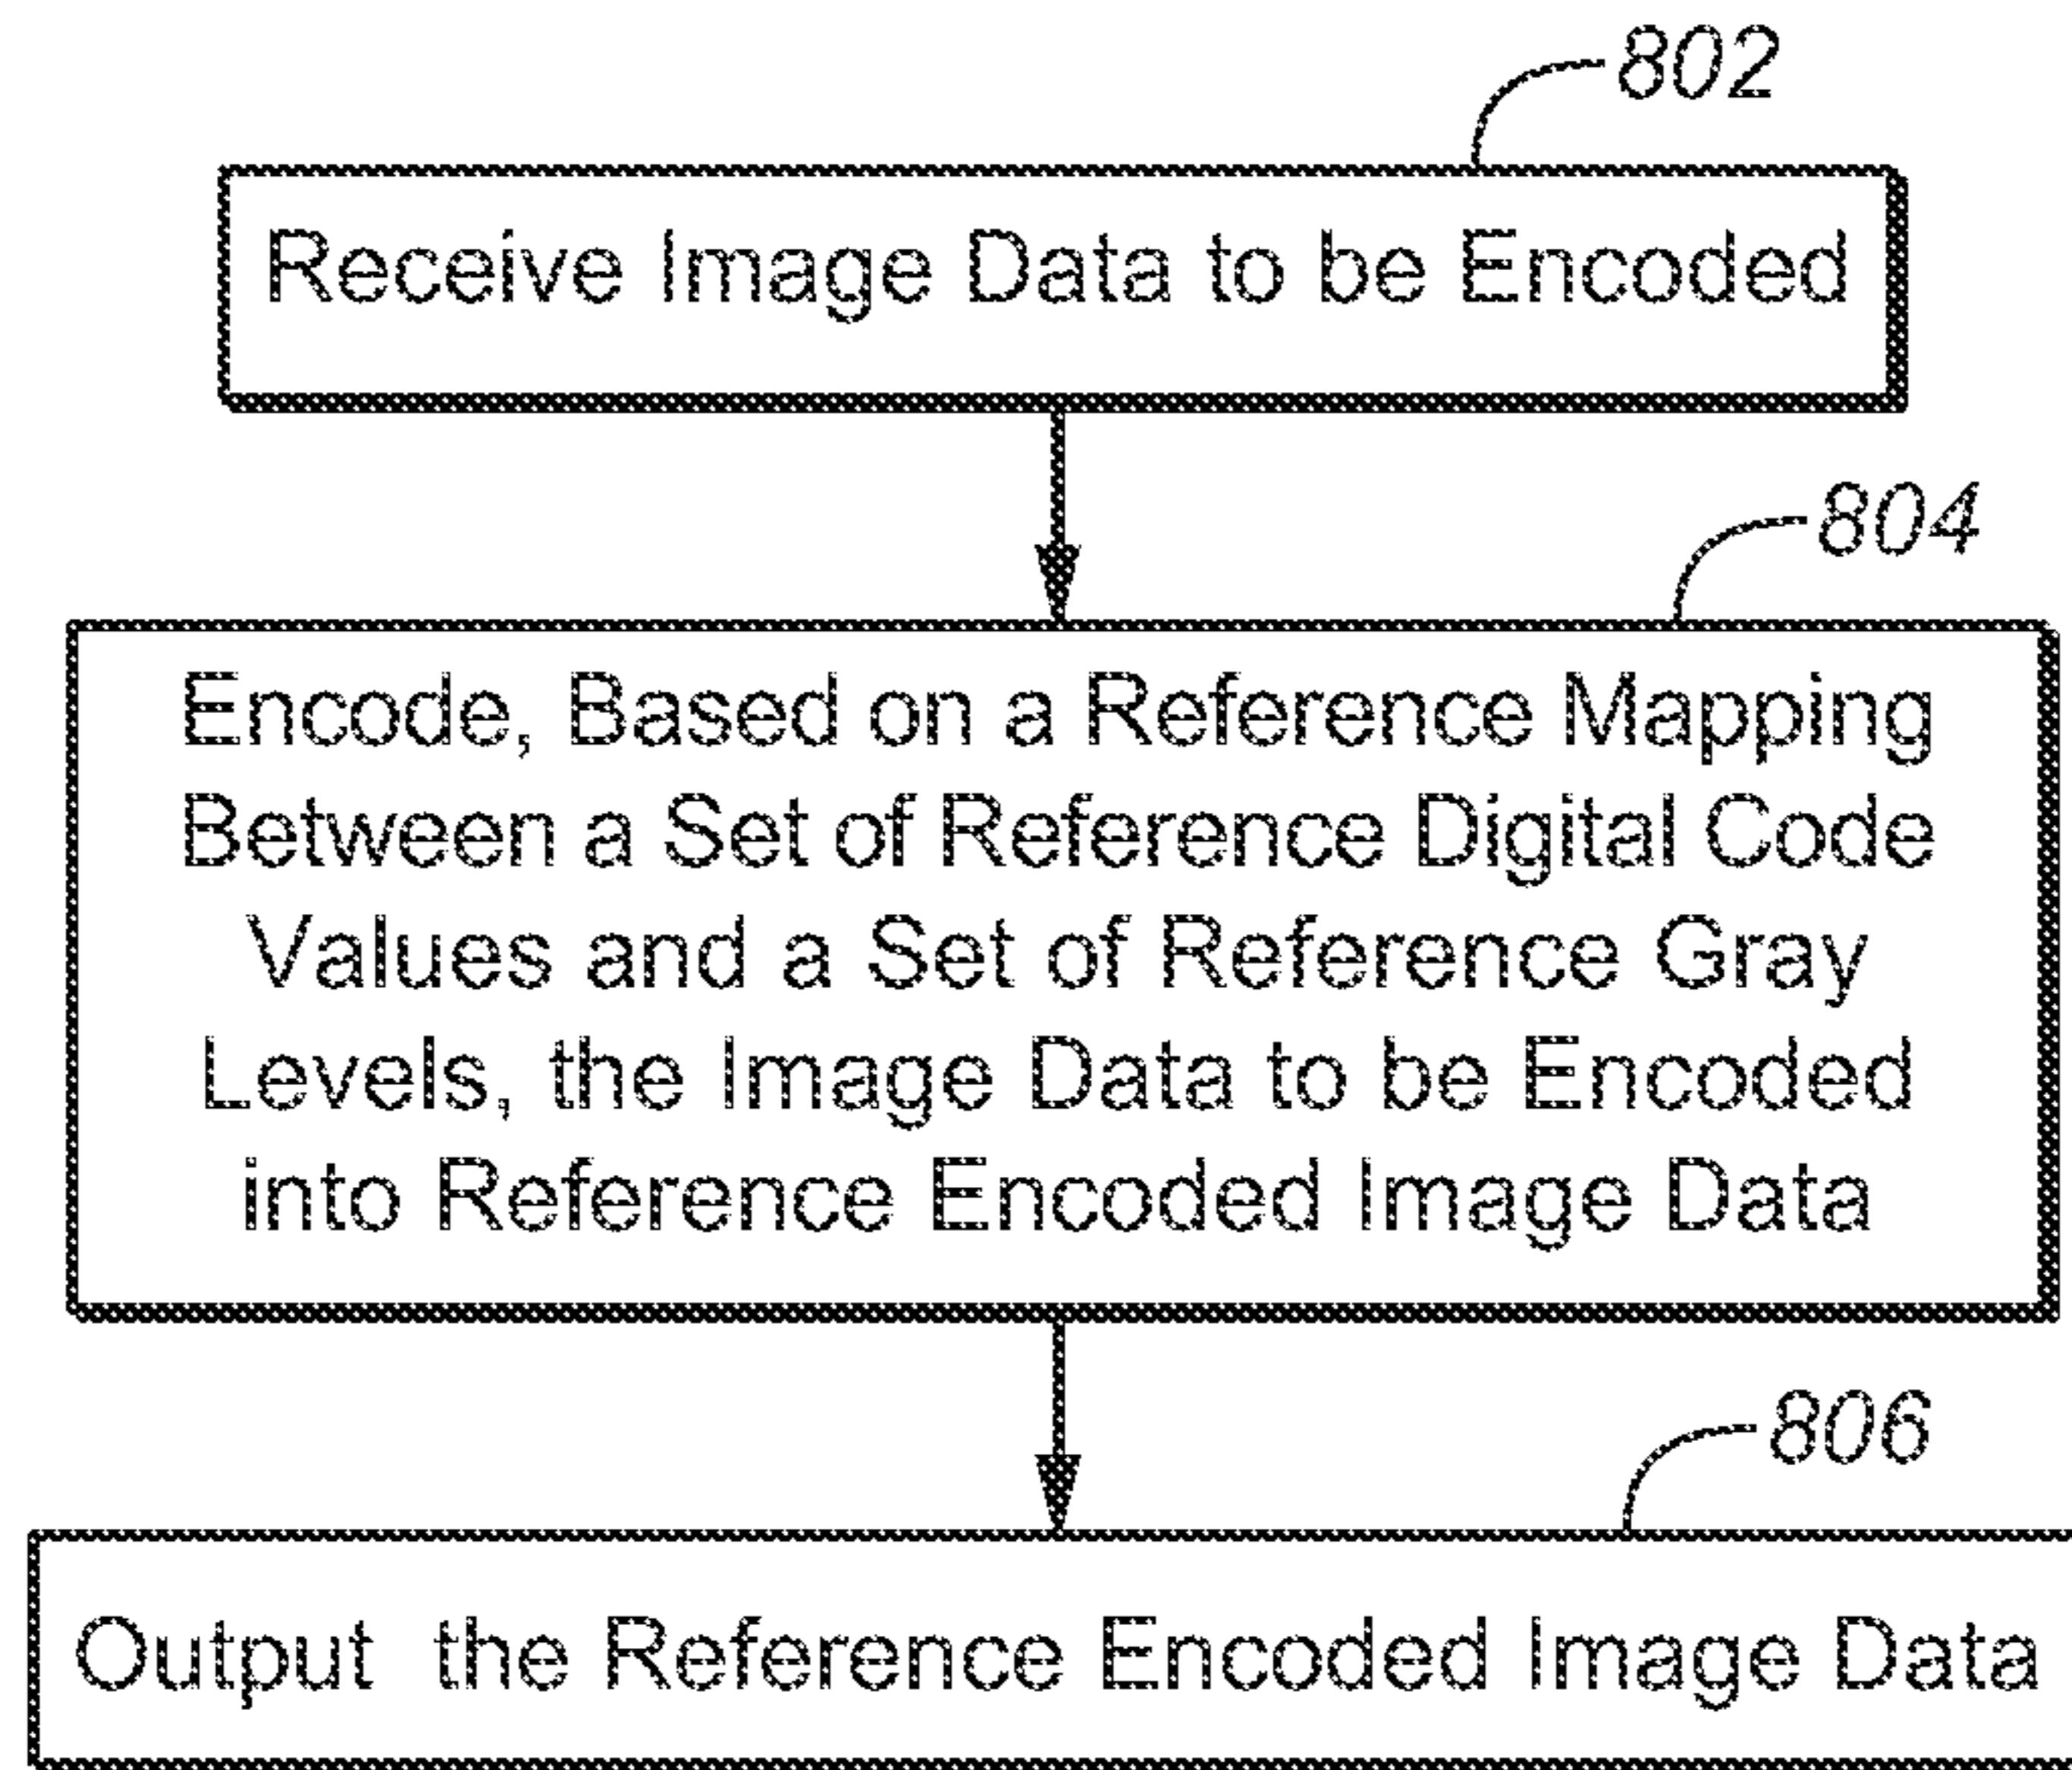 802
Receive Image Data to be Encoded
804
Encode, Based on a Reference Mapping
Between a Set of Reference Digital Code
Values and a Set of Reference Gray
Levels, the Image Data to be Encoded
into Reference Encoded Image Data
806
Output the Reference Encoded Image Data